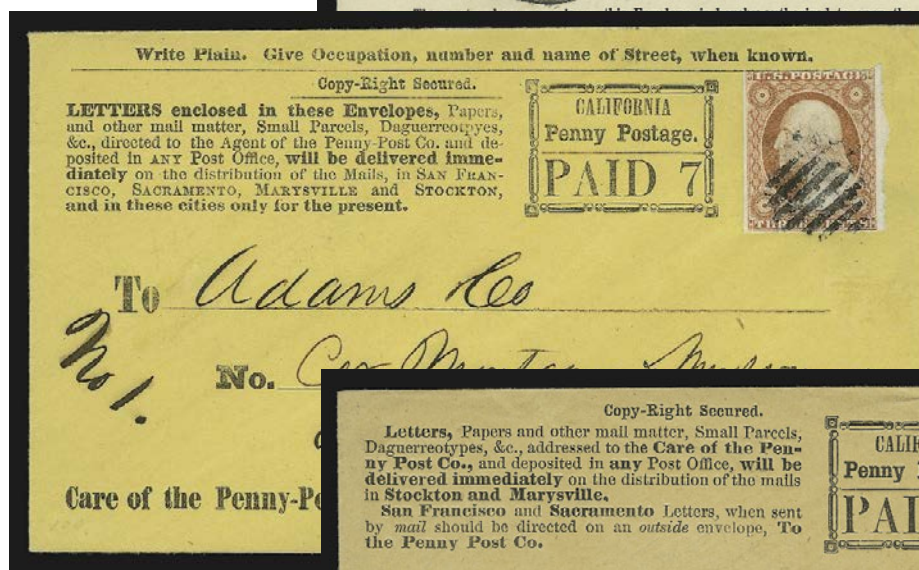 Write Plain. Give Occupation, number and name of Street, when known.
Copy-Right Secured.
LETTERS enclosed in these Envelopes, Papers,
and other mail matter, Small Parcels, Daguerreotpyes,
&c., directed to the Agent of the Penny-Post Co. and de-
posited in ANY Post Office, will be delivered imme-
diately on the distribution of the Mails, in SAN FRAN-
CISCO, SACRAMENTO, MARYSVILLE and STOCKTON,
and in these cities only for the present.
CALIFORNIA
Penny Postage.
PAID 7
U.S. POSTAGE
To Adams & Co
No 1.
No. Cor
Care of the Penny-Po
Copy-Right Secured.
Letters, Papers and other mail matter, Small Parcels,
Daguerreotypes, &c., addressed to the Care of the Pen-
ny Post Co., and deposited in any Post Office, will be
delivered immediately on the distribution of the mails
in Stockton and Marysville.
San Francisco and Sacramento Letters, when sent
by mail should be directed on an outside envelope, To
the Penny Post Co.
CALIF
Penny
PAI